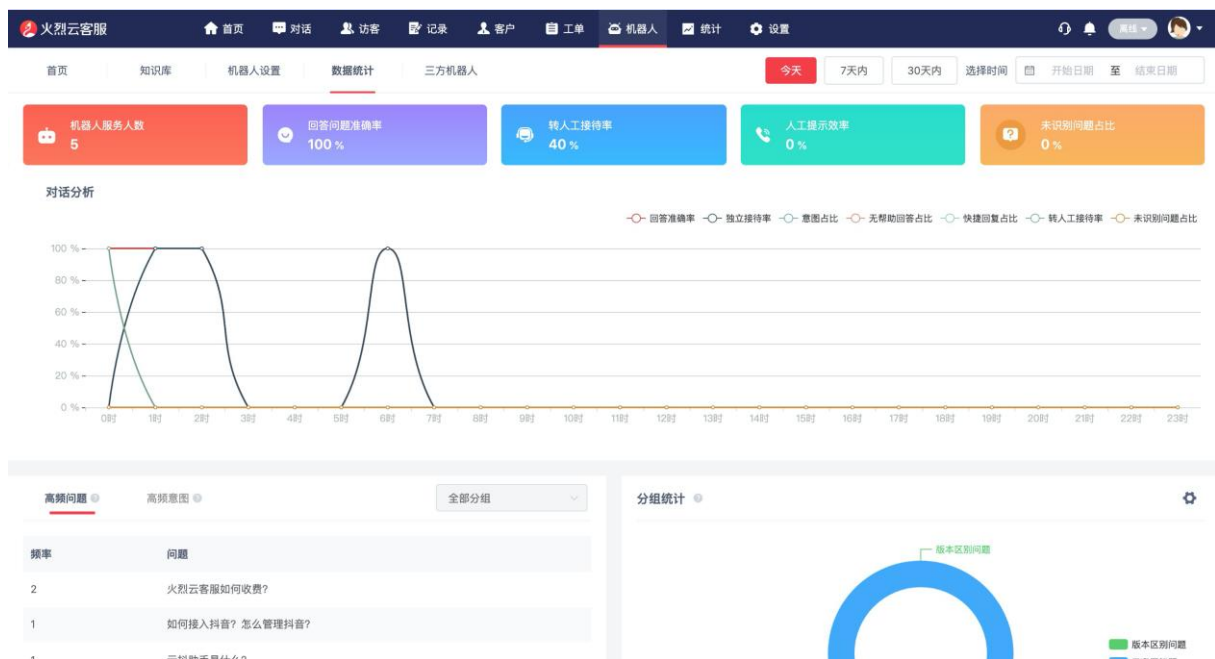 火烈云客服 首页 对话 访客 记录 客户 工单 机器人 统计 设置 离线
首页 知识库 机器人设置 数据统计 三方机器人 今天 7天内 30天内 选择时间 开始日期 至 结束日期
机器人服务人数 回答问题准确率 转人工接待率 人工提示效率 未识别问题占比
5 100 % 40 % 0 % 0 %
对话分析
回答准确率 独立接待率 意图占比 无帮助回答占比 快捷回复占比 转人工接待率 未识别问题占比
100 %
80 %
60 %
40 %
20 %
0 %
0时 1时 2时 3时 4时 5时 6时 7时 8时 9时 10时 11时 12时 13时 14时 15时 16时 17时 18时 19时 20时 21时 22时 23时
高频问题 高频意图 全部分组 分组统计
版本区别问题
频率 问题
2 火烈云客服如何收费?
1 如何接入抖音? 怎么管理抖音?
版本区别问题